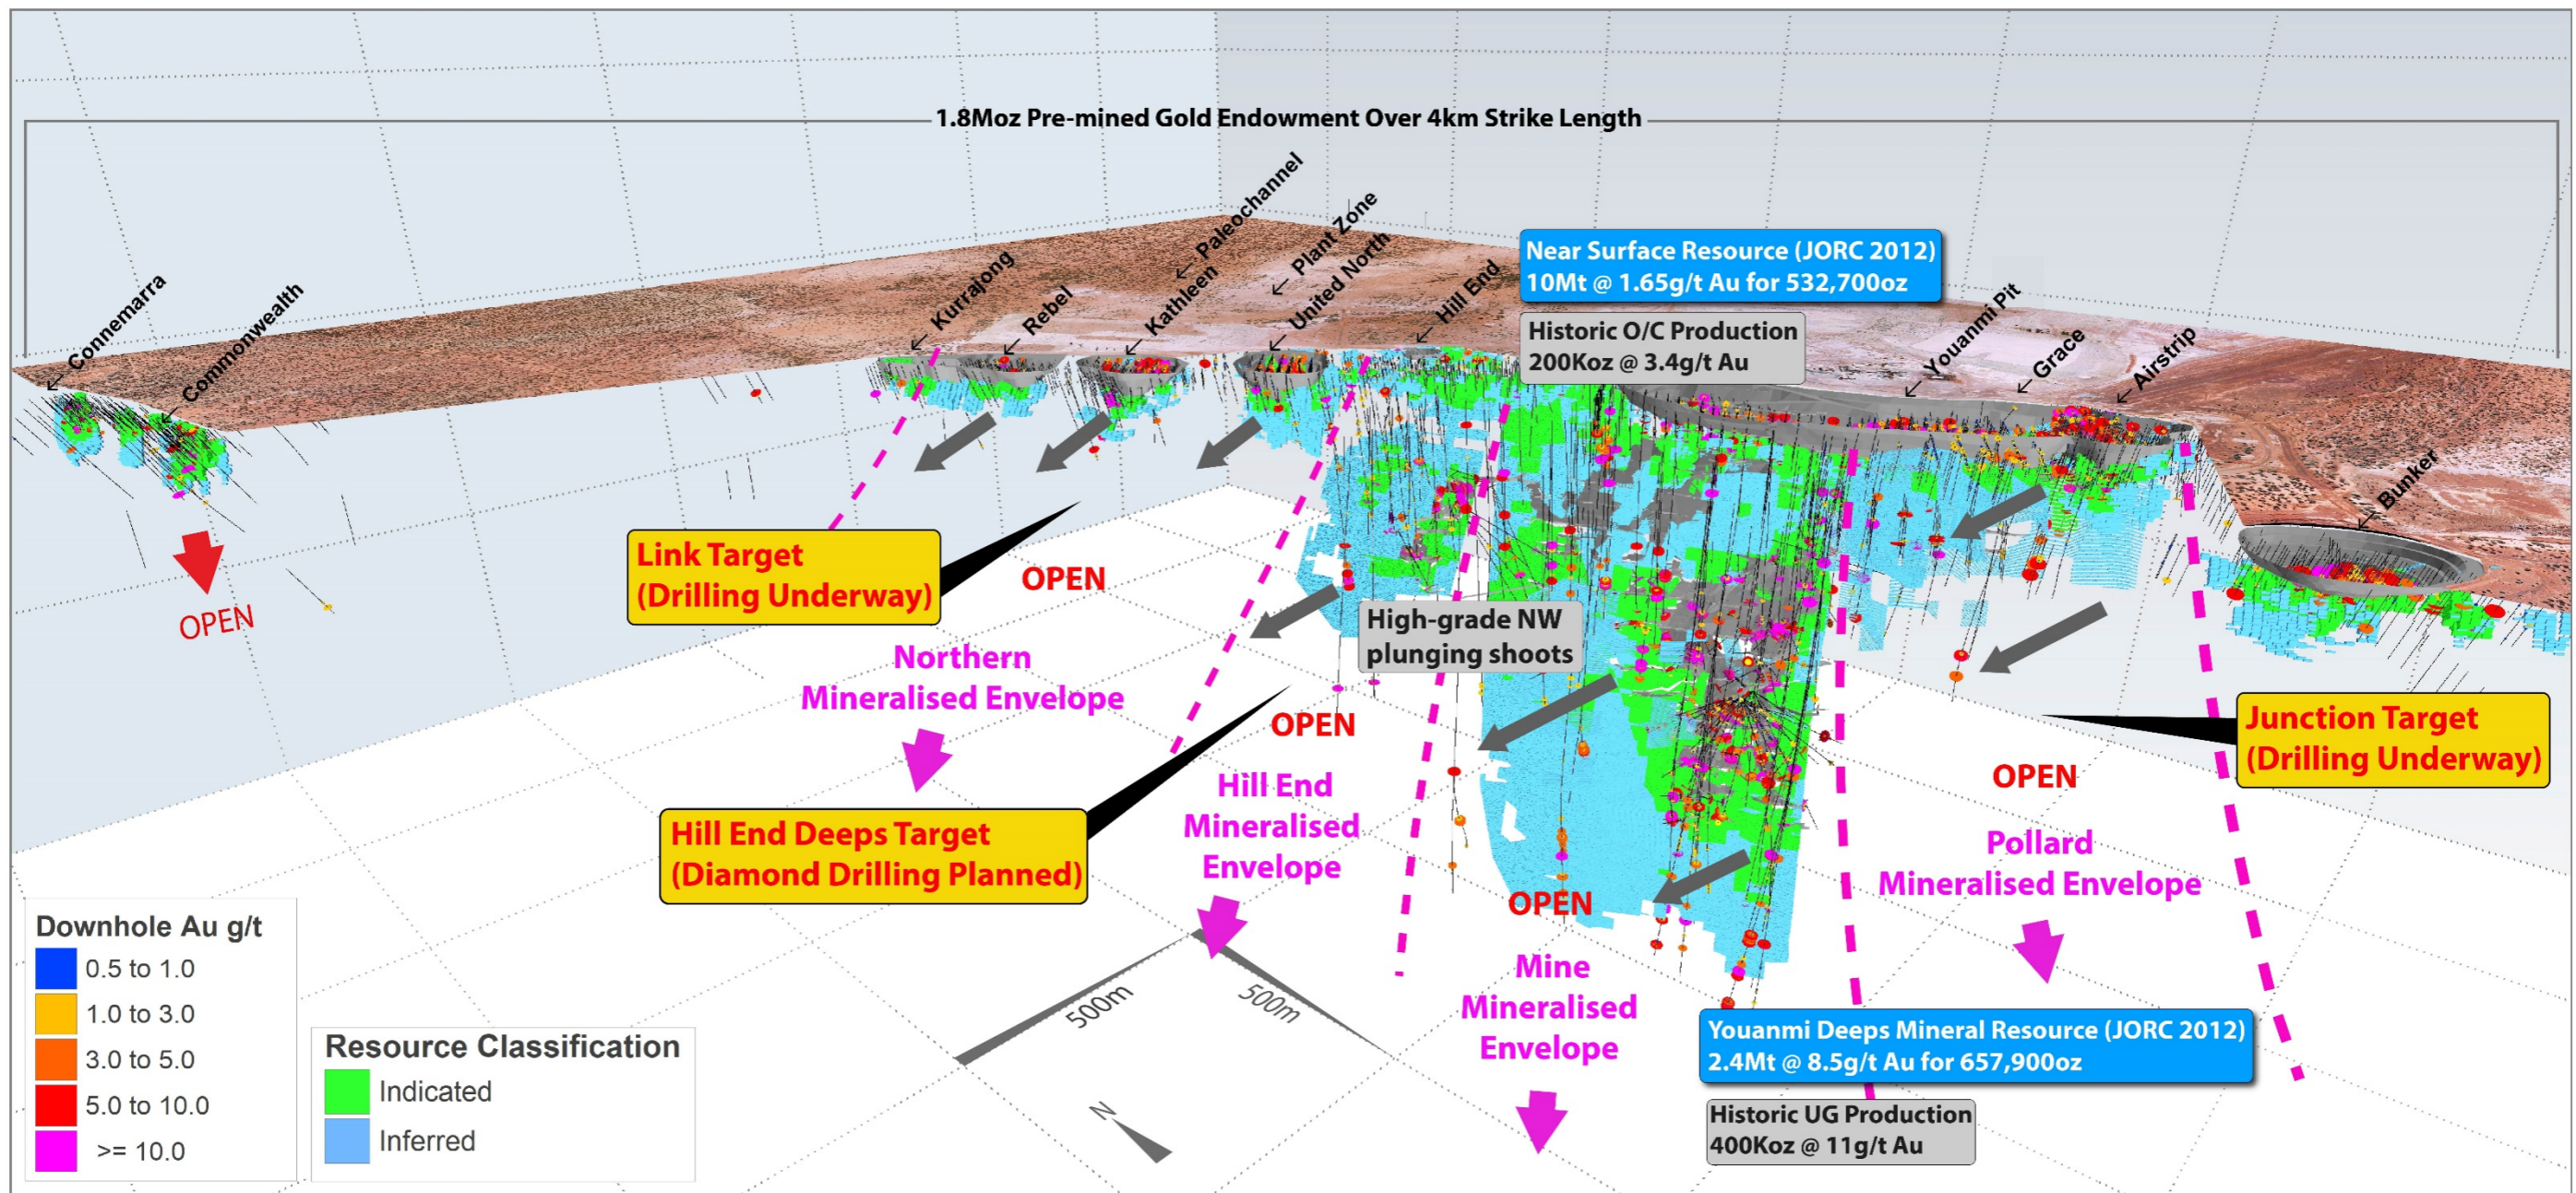 1.8Moz Pre-mined Gold Endowment Over 4km Strike Length
Connemarra
Commonwealth
Kurrajong
Rebel
Paleochannel
Kathleen
Plant Zone
United North
Hill End
Near Surface Resource (JORC 2012)
10Mt @ 1.65g/t Au for 532,700oz
Historic O/C Production
200Koz @ 3.4g/t Au
Youanmi Pit
Grace
Airstrip
Bunker
OPEN
Link Target
(Drilling Underway)
OPEN
Northern
Mineralised Envelope
High-grade NW
plunging shoots
Hill End Deeps Target
(Diamond Drilling Planned)
OPEN
Hill End
Mineralised
Envelope
OPEN
Mine
Mineralised
Envelope
Junction Target
(Drilling Underway)
OPEN
Pollard
Mineralised Envelope
Youanmi Deeps Mineral Resource (JORC 2012)
2.4Mt @ 8.5g/t Au for 657,900oz
Historic UG Production
400Koz @ 11g/t Au
500m
500m
N
Downhole Au g/t
0.5 to 1.0
1.0 to 3.0
3.0 to 5.0
5.0 to 10.0
>= 10.0
Resource Classification
Indicated
Inferred